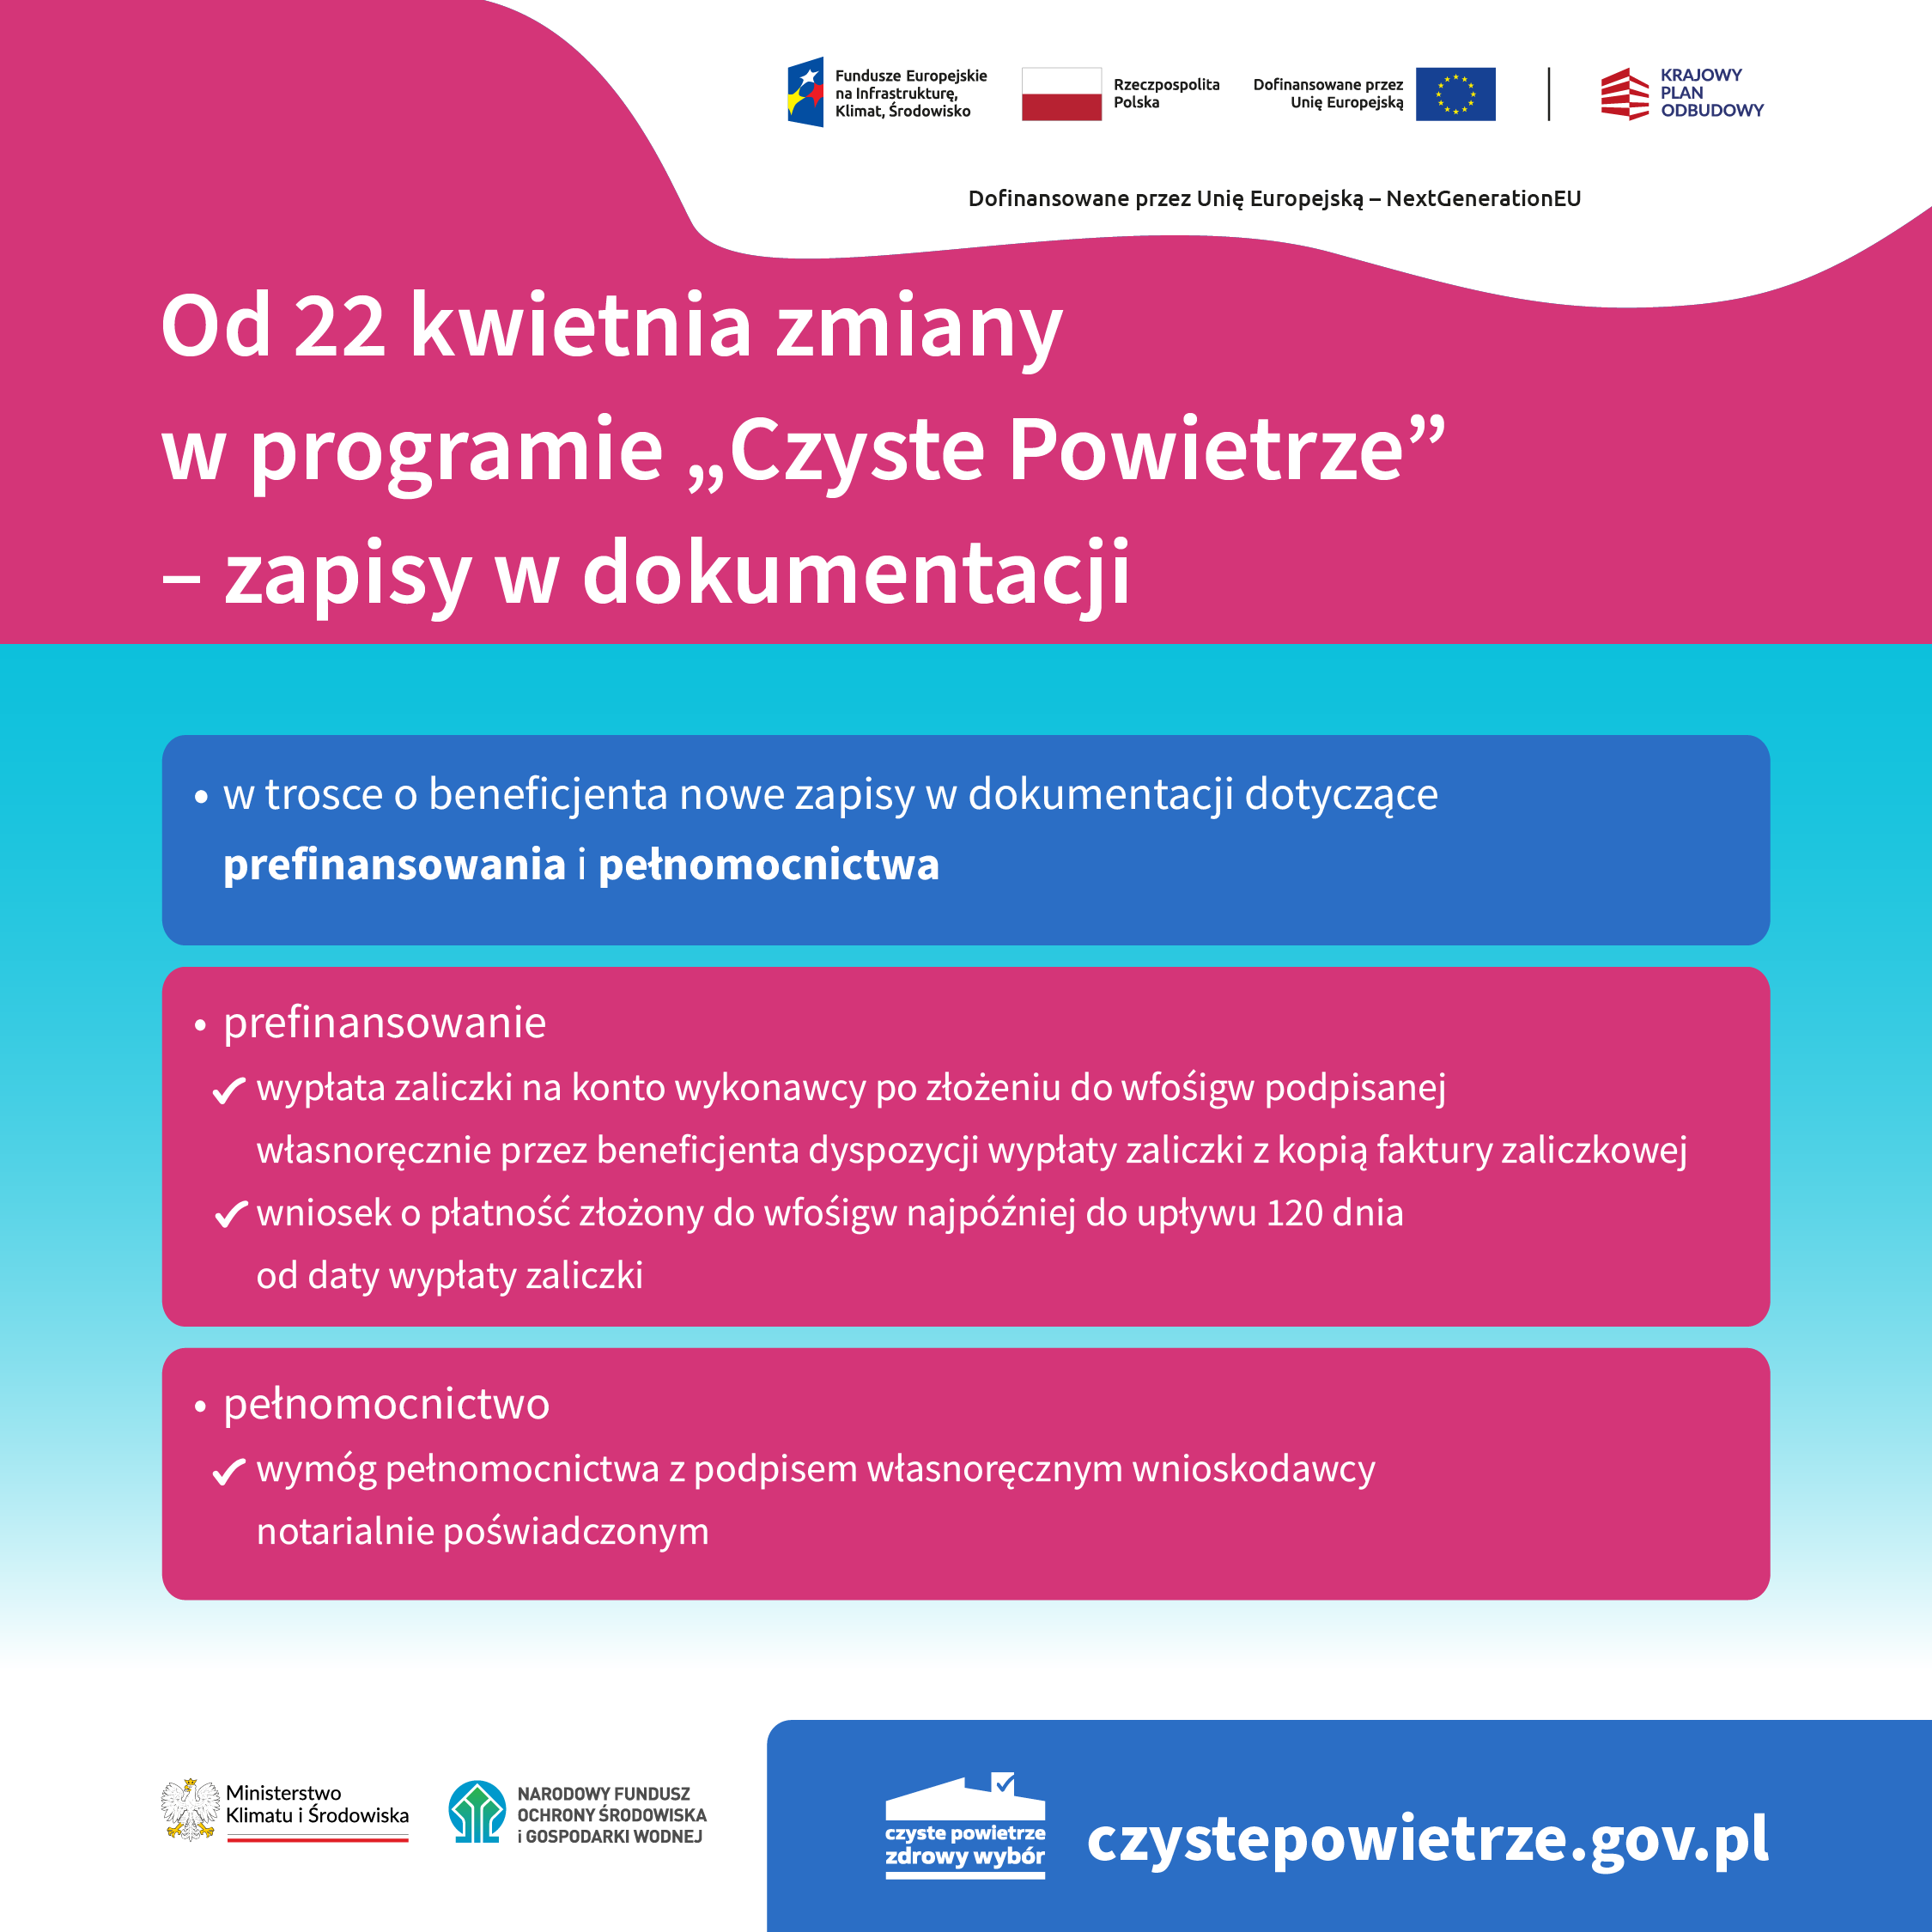 Fundusze Europejskie
na Infrastrukturę,
Klimat, Środowisko
Rzeczpospolita
Polska
Dofinansowane przez
Unię Europejską
KRAJOWY
PLAN
ODBUDOWY
Dofinansowane przez Unię Europejską – NextGenerationEU
Od 22 kwietnia zmiany
w programie „Czyste Powietrze”
– zapisy w dokumentacji
• w trosce o beneficjenta nowe zapisy w dokumentacji dotyczące
prefinansowania i pełnomocnictwa
• prefinansowanie
✓ wypłata zaliczki na konto wykonawcy po złożeniu do wfośigw podpisanej
własnoręcznie przez beneficjenta dyspozycji wypłaty zaliczki z kopią faktury zaliczkowej
✓ wniosek o płatność złożony do wfośigw najpóźniej do upływu 120 dnia
od daty wypłaty zaliczki
• pełnomocnictwo
✓ wymóg pełnomocnictwa z podpisem własnoręcznym wnioskodawcy
notarialnie poświadczonym
Ministerstwo
Klimatu i Środowiska
NARODOWY FUNDUSZ
OCHRONY ŚRODOWISKA
i GOSPODARKI WODNEJ
czyste powietrze
zdrowy wybór
czystepowietrze.gov.pl